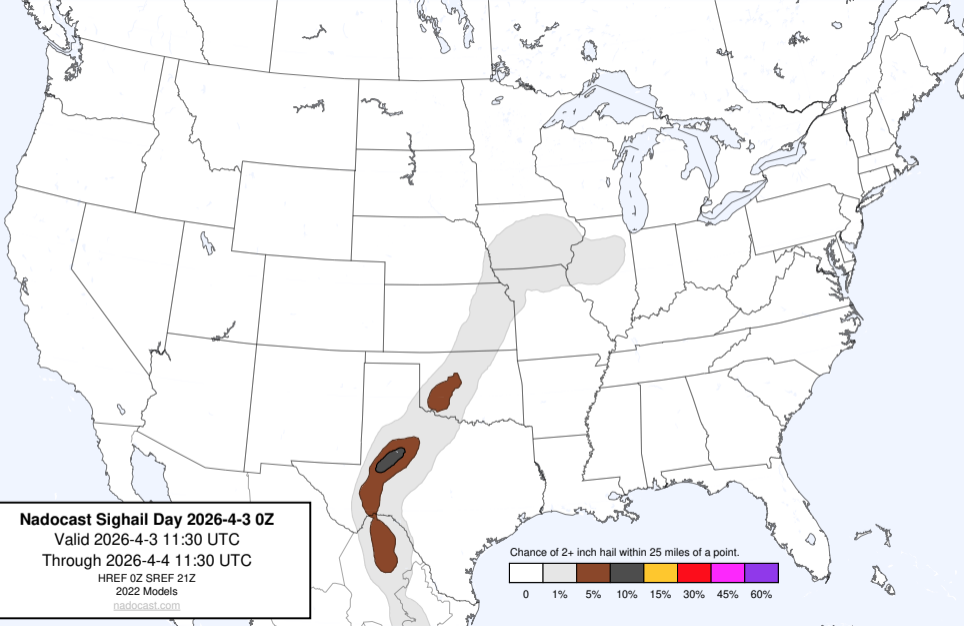 Nadocast Sighail Day 2026-4-3 0Z
Valid 2026-4-3 11:30 UTC
Through 2026-4-4 11:30 UTC
HREF 0Z SREF 21Z
2022 Models
nadocast.com
Chance of 2+ inch hail within 25 miles of a point.
0 1% 5% 10% 15% 30% 45% 60%